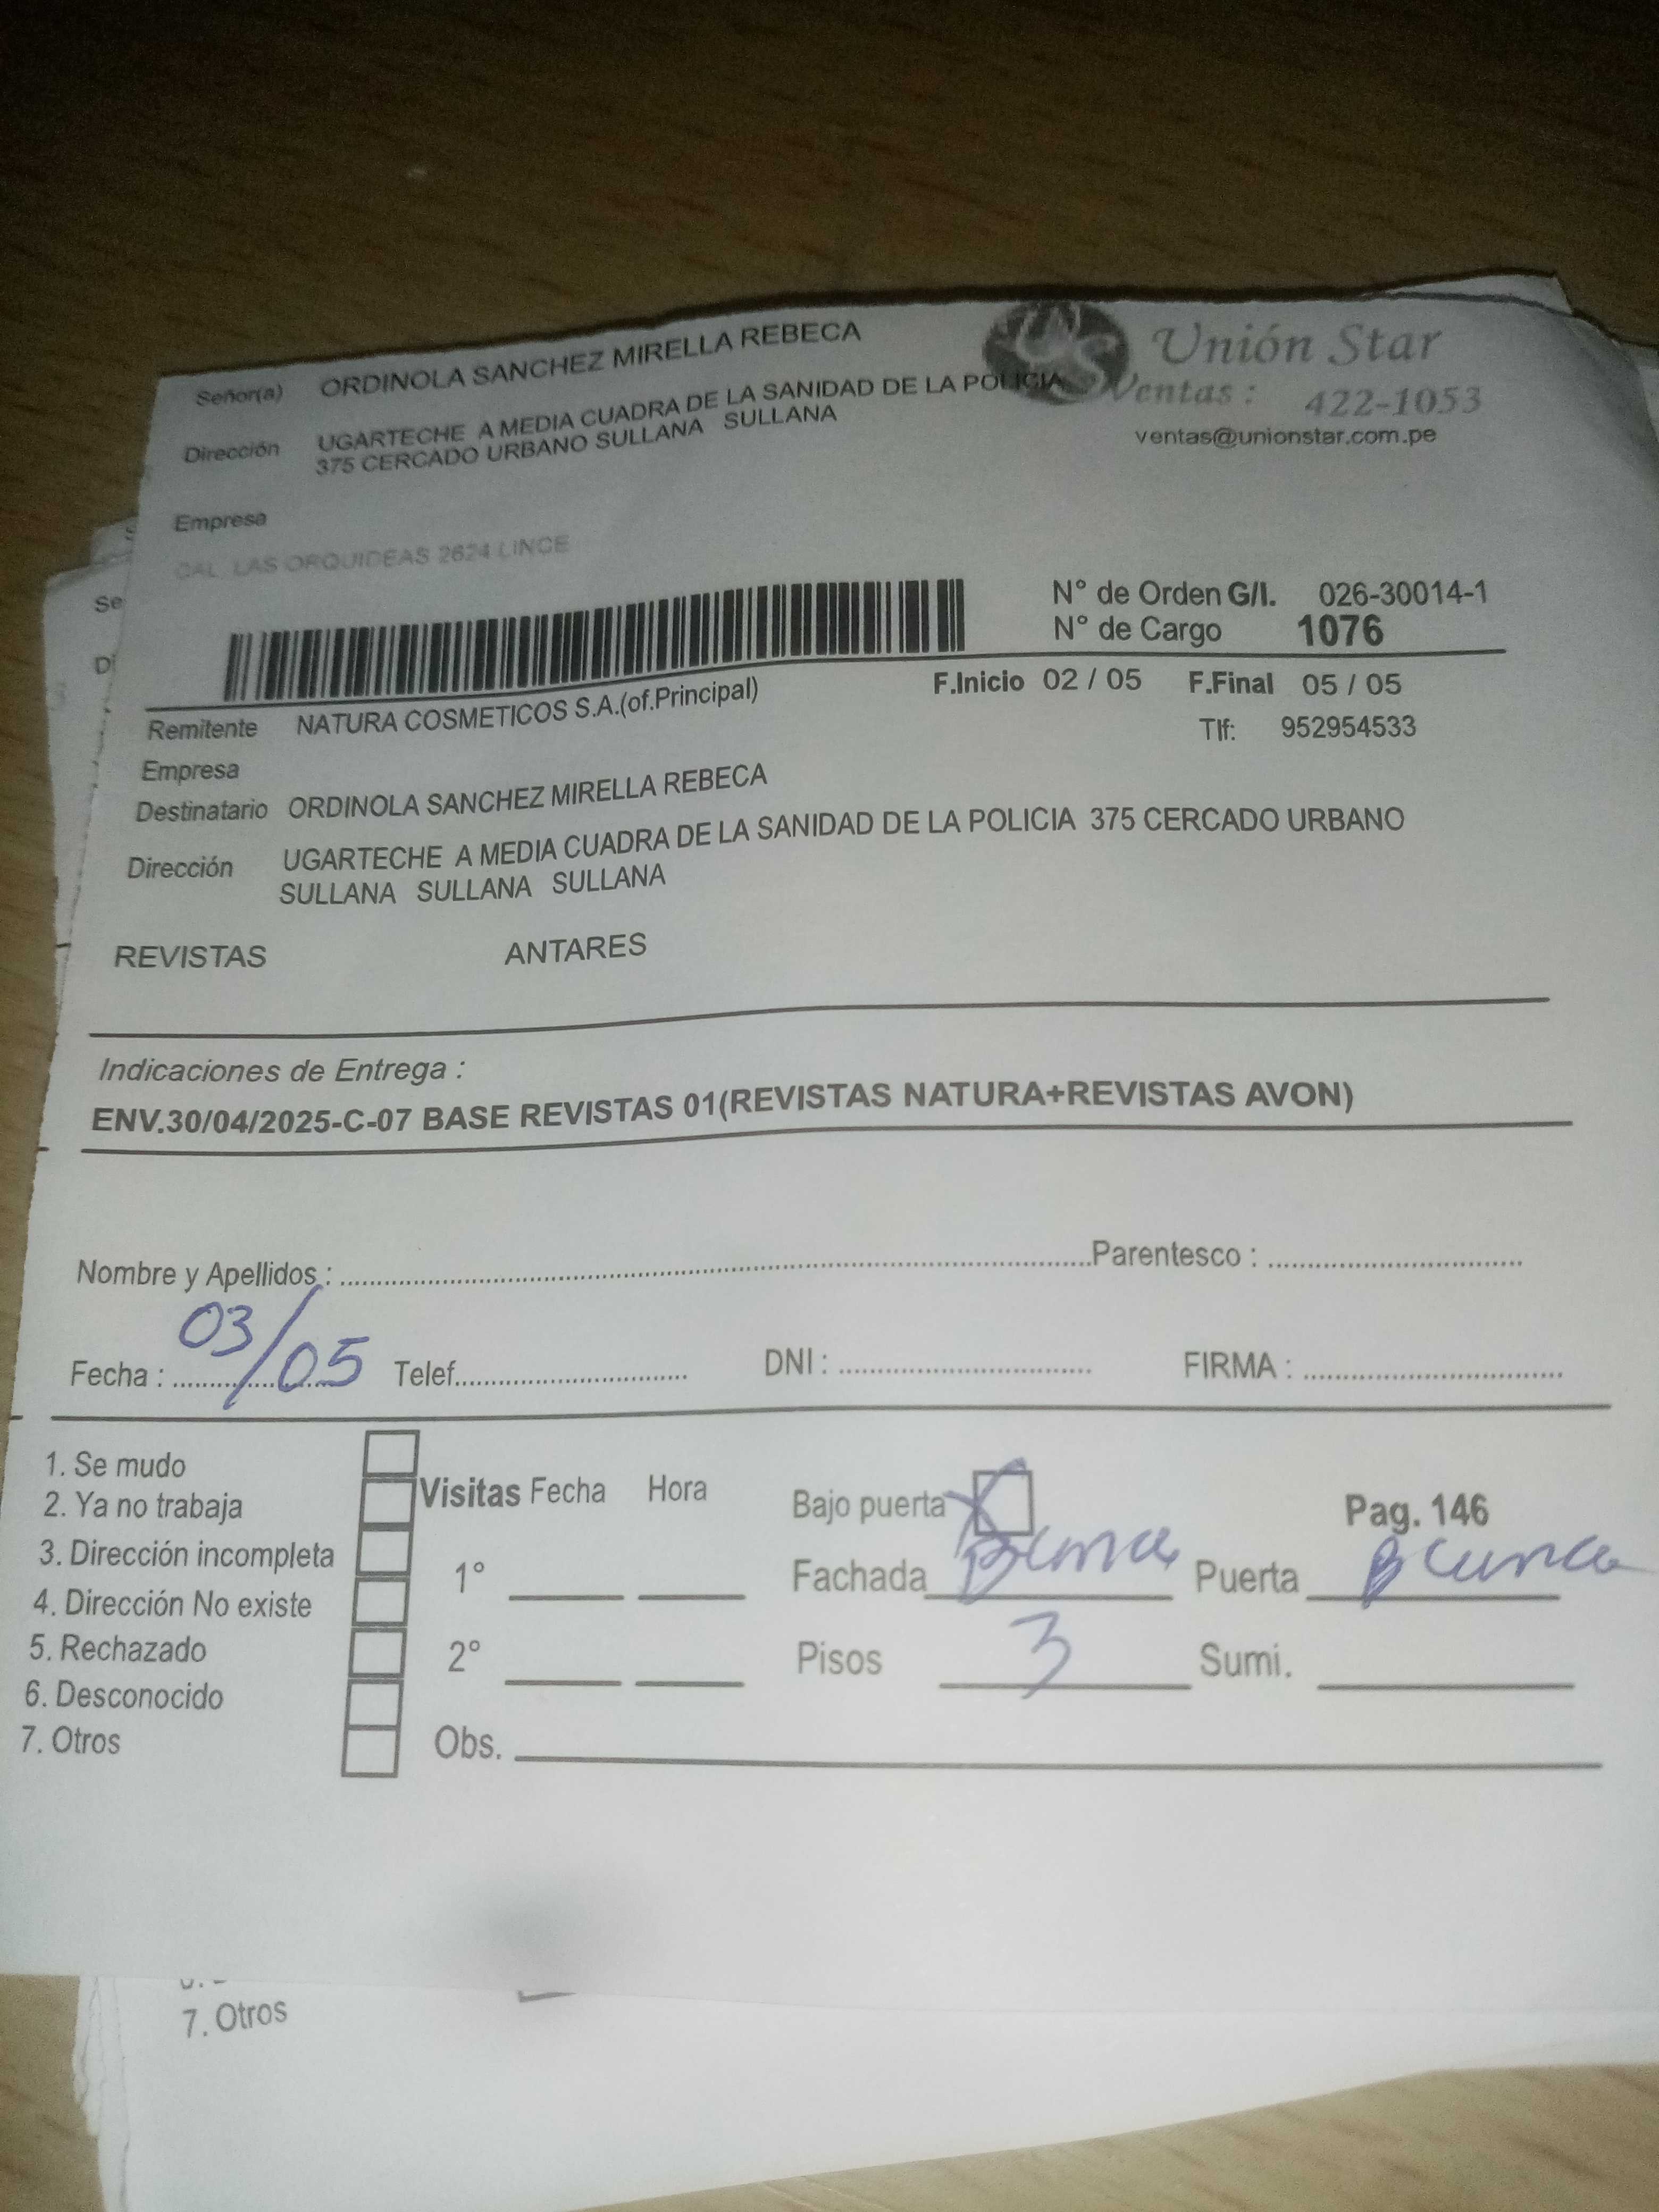 Señor(a) ORDINOLA SANCHEZ MIRELLA REBECA
Unión Star
Dirección UGARTECHE A MEDIA CUADRA DE LA SANIDAD DE LA POLICIA
375 CERCADO URBANO SULLANA SULLANA
Ventas : 422-1053
ventas@unionstar.com.pe
Empresa
CAL LAS ORQUIDEAS 2624 LINCE
N° de Orden G/I. 026-30014-1
N° de Cargo 1076
F.Inicio 02 / 05 F.Final 05 / 05
Remitente NATURA COSMETICOS S.A.(of.Principal)
Tlf: 952954533
Empresa
Destinatario ORDINOLA SANCHEZ MIRELLA REBECA
Dirección UGARTECHE A MEDIA CUADRA DE LA SANIDAD DE LA POLICIA 375 CERCADO URBANO
SULLANA SULLANA SULLANA
REVISTAS ANTARES
Indicaciones de Entrega :
ENV.30/04/2025-C-07 BASE REVISTAS 01(REVISTAS NATURA+REVISTAS AVON)
Nombre y Apellidos : Parentesco :
Fecha : 03/05 Telef. DNI : FIRMA :
1. Se mudo
2. Ya no trabaja
3. Dirección incompleta
4. Dirección No existe
5. Rechazado
6. Desconocido
7. Otros
Visitas Fecha Hora
1°
2°
Obs.
Bajo puerta X Pag. 146
Fachada Puerta
Pisos 3 Sumi.
Se
Di
7. Otros